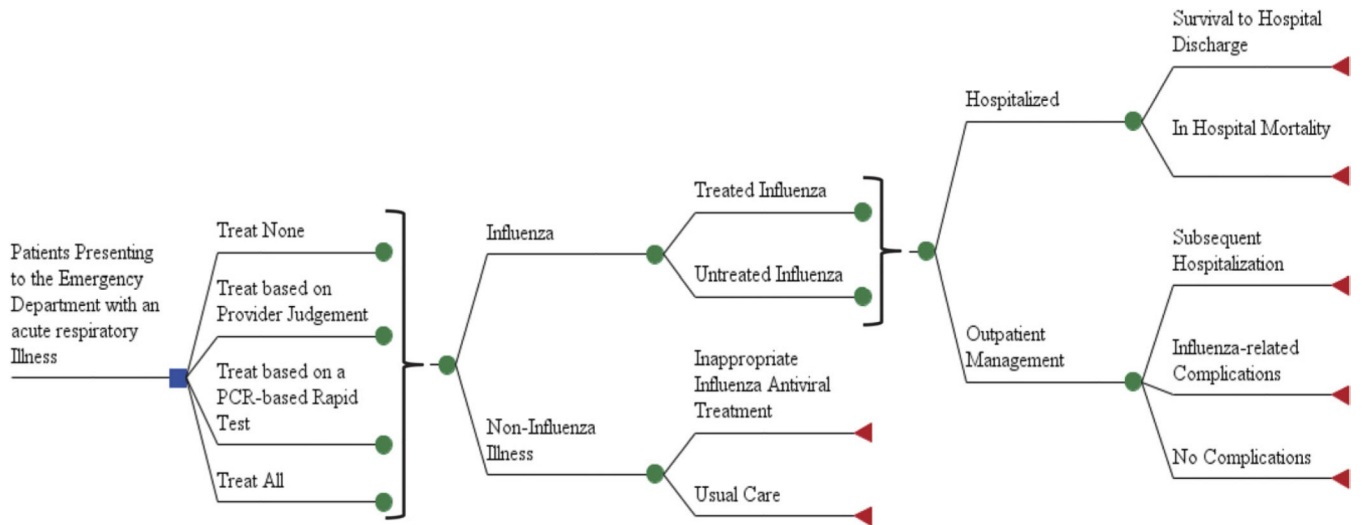 Patients Presenting
to the Emergency
Department with an
acute respiratory
Illness
Treat None
Treat based on
Provider Judgement
Treat based on a
PCR-based Rapid
Test
Treat All
Influenza
Non-Influenza
Illness
Treated Influenza
Untreated Influenza
Inappropriate
Influenza Antiviral
Treatment
Usual Care
Hospitalized
Outpatient
Management
Survival to Hospital
Discharge
In Hospital Mortality
Subsequent
Hospitalization
Influenza-related
Complications
No Complications